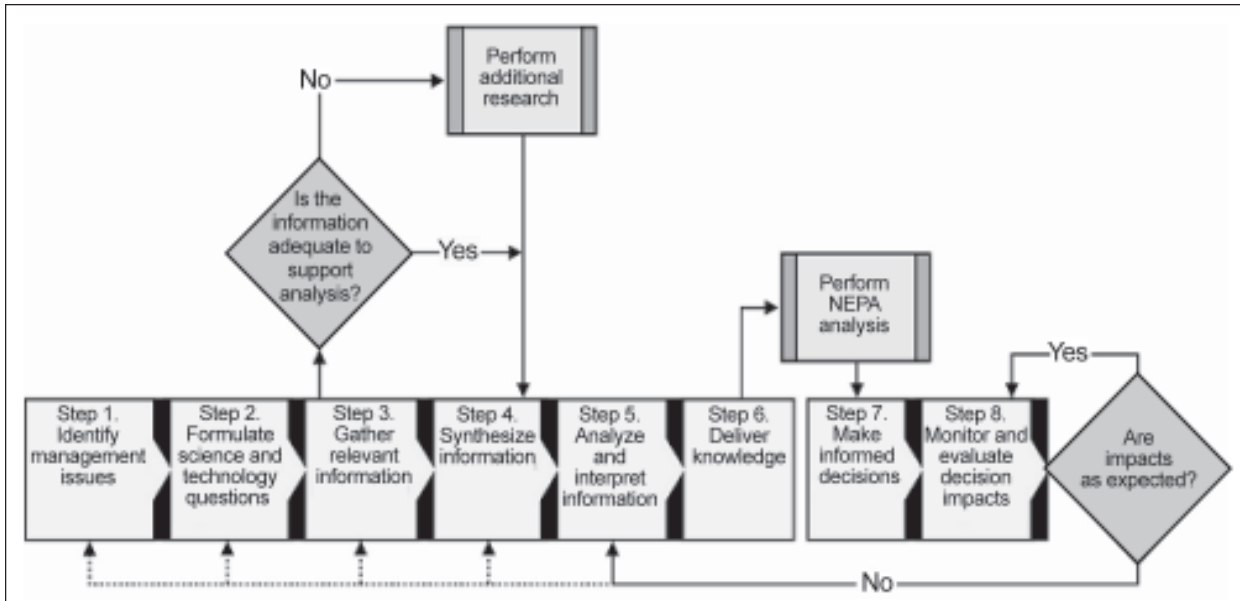 No
Perform
additional
research
Is the
information
adequate to
support
analysis?
Yes
Perform
NEPA
analysis
Yes
Step 1.
Identify
management
issues
Step 2.
Formulate
science and
technology
questions
Step 3.
Gather
relevant
information
Step 4.
Synthesize
information
Step 5.
Analyze
and
interpret
information
Step 6.
Deliver
knowledge
Step 7.
Make
informed
decisions
Step 8.
Monitor and
evaluate
decision
impacts
Are
impacts
as expected?
No